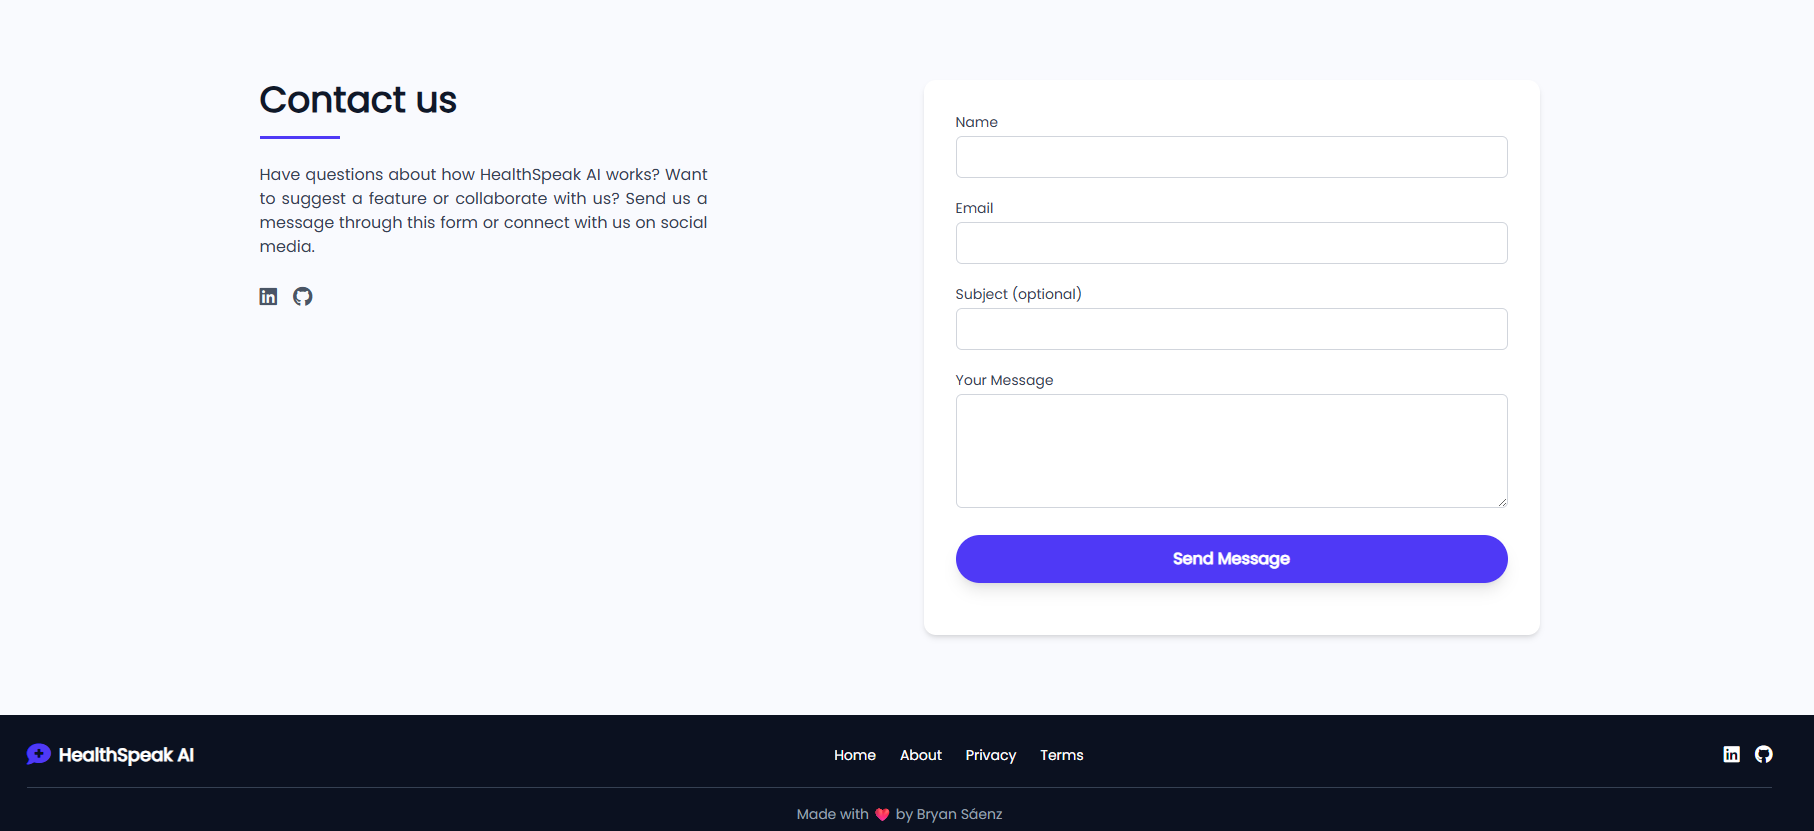 Contact us
Have questions about how HealthSpeak AI works? Want
to suggest a feature or collaborate with us? Send us a
message through this form or connect with us on social
media.
Name
Email
Subject (optional)
Your Message
Send Message
HealthSpeak AI
Home About Privacy Terms
Made with ❤️ by Bryan Sáenz